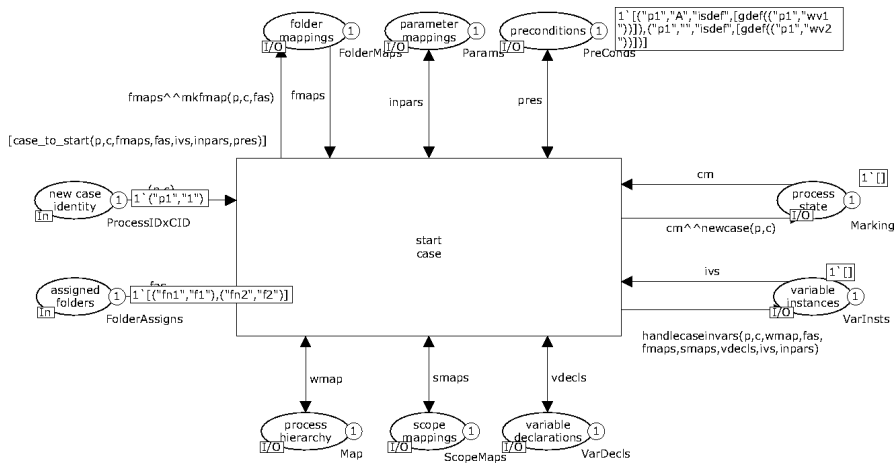 folder
mappings
1
I/O
FolderMaps
parameter
mappings
1
I/O
Params
preconditions
1
I/O
PreConds
1`[("p1","A","isdef",[gdef(("p1","wv1
"))]),("p1","","isdef",[gdef(("p1","wv2
"))])]
fmaps^^mkfmap(p,c,fas)
fmaps
inpars
pres
[case_to_start(p,c,fmaps,fas,ivs,inpars,pres)]
new case
identity
1
In
ProcessIDxCID
(p,c)
1`("p1","1")
start
case
cm
1`[]
process
state
1
I/O
Marking
cm^^newcase(p,c)
assigned
folders
1
In
FolderAssigns
fas
1`[("fn1","f1"),("fn2","f2")]
ivs
1`[]
variable
instances
1
I/O
VarInsts
handlecaseinvars(p,c,wmap,fas,
fmaps,smaps,vdecls,ivs,inpars)
wmap
smaps
vdecls
process
hierarchy
1
I/O
Map
scope
mappings
1
I/O
ScopeMaps
variable
declarations
1
I/O
VarDecls